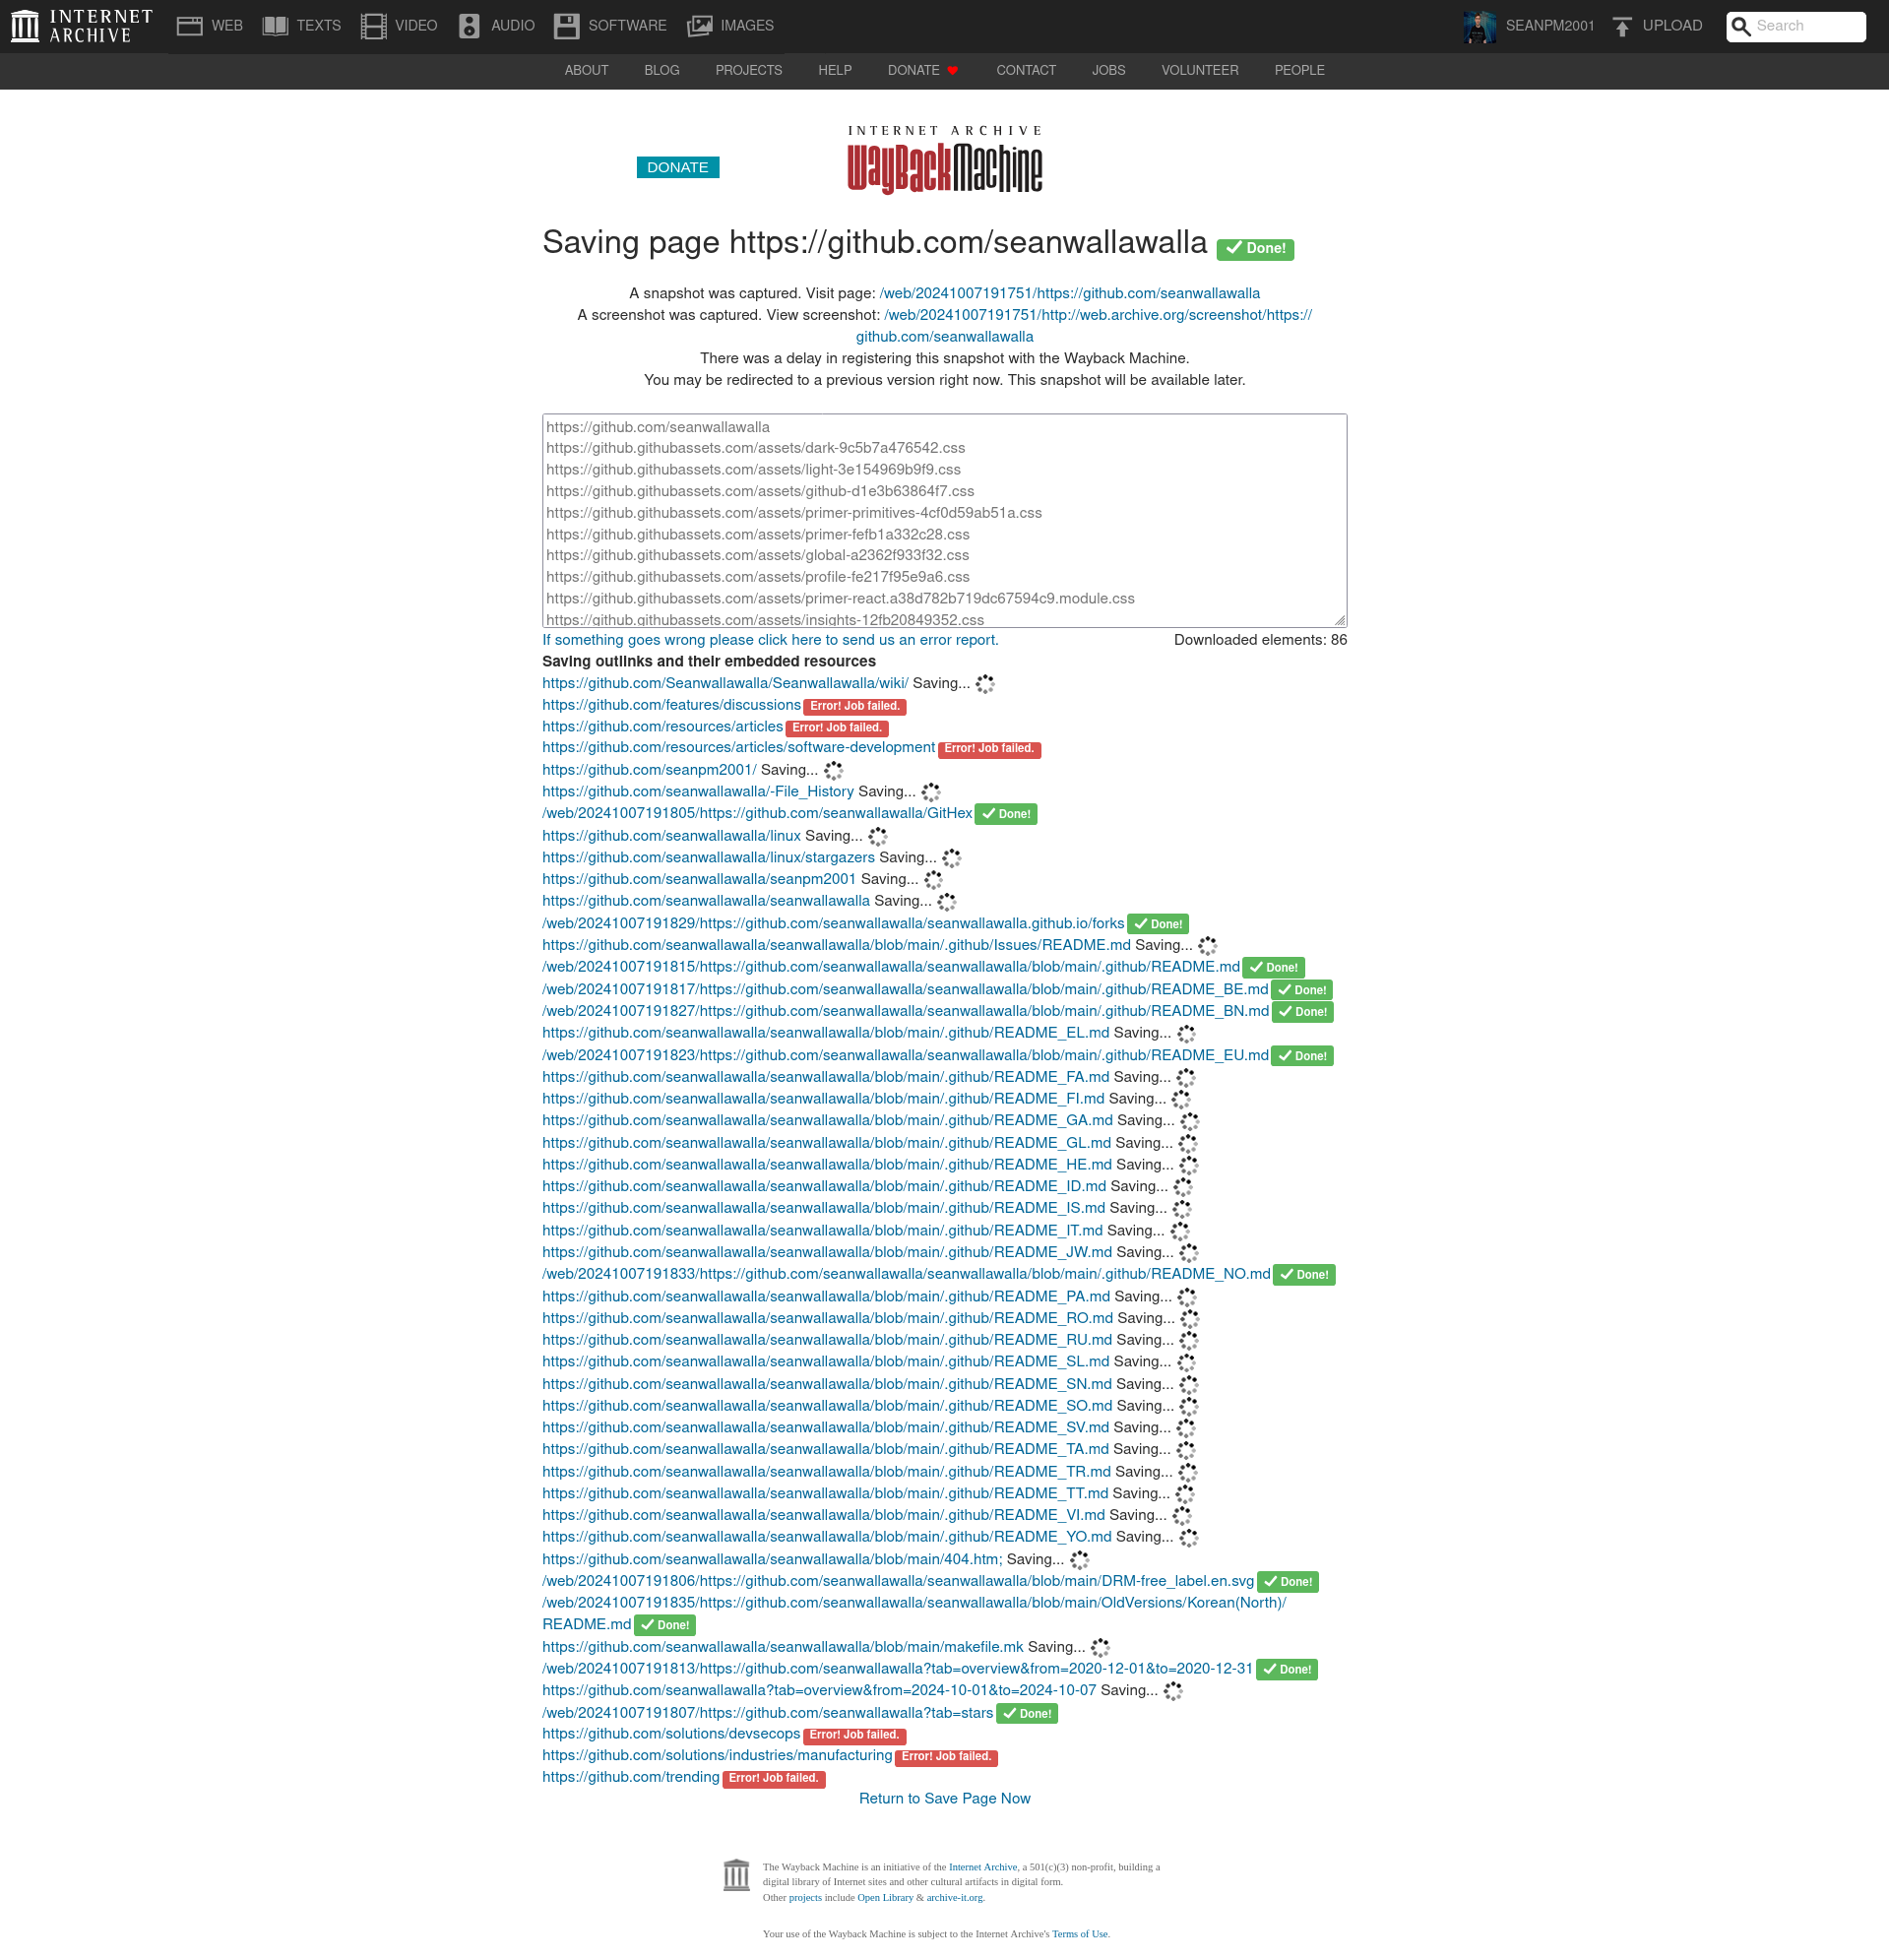 INTERNET ARCHIVE
WEB TEXTS VIDEO AUDIO SOFTWARE IMAGES SEANPM2001 UPLOAD Search
ABOUT BLOG PROJECTS HELP DONATE CONTACT JOBS VOLUNTEER PEOPLE
INTERNET ARCHIVE
DONATE
WayBackMachine
Saving page https://github.com/seanwallawalla Done!
A snapshot was captured. Visit page: /web/20241007191751/https://github.com/seanwallawalla
A screenshot was captured. View screenshot: /web/20241007191751/http://web.archive.org/screenshot/https://
github.com/seanwallawalla
There was a delay in registering this snapshot with the Wayback Machine.
You may be redirected to a previous version right now. This snapshot will be available later.
https://github.com/seanwallawalla
https://github.githubassets.com/assets/dark-9c5b7a476542.css
https://github.githubassets.com/assets/light-3e154969b9f9.css
https://github.githubassets.com/assets/github-d1e3b63864f7.css
https://github.githubassets.com/assets/primer-primitives-4cf0d59ab51a.css
https://github.githubassets.com/assets/primer-fefb1a332c28.css
https://github.githubassets.com/assets/global-a2362f933f32.css
https://github.githubassets.com/assets/profile-fe217f95e9a6.css
https://github.githubassets.com/assets/primer-react.a38d782b719dc67594c9.module.css
https://github.githubassets.com/assets/insights-12fb20849352.css
If something goes wrong please click here to send us an error report. Downloaded elements: 86
Saving outlinks and their embedded resources
https://github.com/Seanwallawalla/Seanwallawalla/wiki/ Saving...
https://github.com/features/discussions Error! Job failed.
https://github.com/resources/articles Error! Job failed.
https://github.com/resources/articles/software-development Error! Job failed.
https://github.com/seanpm2001/ Saving...
https://github.com/seanwallawalla/-File_History Saving...
/web/20241007191805/https://github.com/seanwallawalla/GitHex Done!
https://github.com/seanwallawalla/linux Saving...
https://github.com/seanwallawalla/linux/stargazers Saving...
https://github.com/seanwallawalla/seanpm2001 Saving...
https://github.com/seanwallawalla/seanwallawalla Saving...
/web/20241007191829/https://github.com/seanwallawalla/seanwallawalla.github.io/forks Done!
https://github.com/seanwallawalla/seanwallawalla/blob/main/.github/Issues/README.md Saving...
/web/20241007191815/https://github.com/seanwallawalla/seanwallawalla/blob/main/.github/README.md Done!
/web/20241007191817/https://github.com/seanwallawalla/seanwallawalla/blob/main/.github/README_BE.md Done!
/web/20241007191827/https://github.com/seanwallawalla/seanwallawalla/blob/main/.github/README_BN.md Done!
https://github.com/seanwallawalla/seanwallawalla/blob/main/.github/README_EL.md Saving...
/web/20241007191823/https://github.com/seanwallawalla/seanwallawalla/blob/main/.github/README_EU.md Done!
https://github.com/seanwallawalla/seanwallawalla/blob/main/.github/README_FA.md Saving...
https://github.com/seanwallawalla/seanwallawalla/blob/main/.github/README_FI.md Saving...
https://github.com/seanwallawalla/seanwallawalla/blob/main/.github/README_GA.md Saving...
https://github.com/seanwallawalla/seanwallawalla/blob/main/.github/README_GL.md Saving...
https://github.com/seanwallawalla/seanwallawalla/blob/main/.github/README_HE.md Saving...
https://github.com/seanwallawalla/seanwallawalla/blob/main/.github/README_ID.md Saving...
https://github.com/seanwallawalla/seanwallawalla/blob/main/.github/README_IS.md Saving...
https://github.com/seanwallawalla/seanwallawalla/blob/main/.github/README_IT.md Saving...
https://github.com/seanwallawalla/seanwallawalla/blob/main/.github/README_JW.md Saving...
/web/20241007191833/https://github.com/seanwallawalla/seanwallawalla/blob/main/.github/README_NO.md Done!
https://github.com/seanwallawalla/seanwallawalla/blob/main/.github/README_PA.md Saving...
https://github.com/seanwallawalla/seanwallawalla/blob/main/.github/README_RO.md Saving...
https://github.com/seanwallawalla/seanwallawalla/blob/main/.github/README_RU.md Saving...
https://github.com/seanwallawalla/seanwallawalla/blob/main/.github/README_SL.md Saving...
https://github.com/seanwallawalla/seanwallawalla/blob/main/.github/README_SN.md Saving...
https://github.com/seanwallawalla/seanwallawalla/blob/main/.github/README_SO.md Saving...
https://github.com/seanwallawalla/seanwallawalla/blob/main/.github/README_SV.md Saving...
https://github.com/seanwallawalla/seanwallawalla/blob/main/.github/README_TA.md Saving...
https://github.com/seanwallawalla/seanwallawalla/blob/main/.github/README_TR.md Saving...
https://github.com/seanwallawalla/seanwallawalla/blob/main/.github/README_TT.md Saving...
https://github.com/seanwallawalla/seanwallawalla/blob/main/.github/README_VI.md Saving...
https://github.com/seanwallawalla/seanwallawalla/blob/main/.github/README_YO.md Saving...
https://github.com/seanwallawalla/seanwallawalla/blob/main/404.htm; Saving...
/web/20241007191806/https://github.com/seanwallawalla/seanwallawalla/blob/main/DRM-free_label.en.svg Done!
/web/20241007191835/https://github.com/seanwallawalla/seanwallawalla/blob/main/OldVersions/Korean(North)/
README.md Done!
https://github.com/seanwallawalla/seanwallawalla/blob/main/makefile.mk Saving...
/web/20241007191813/https://github.com/seanwallawalla?tab=overview&from=2020-12-01&to=2020-12-31 Done!
https://github.com/seanwallawalla?tab=overview&from=2024-10-01&to=2024-10-07 Saving...
/web/20241007191807/https://github.com/seanwallawalla?tab=stars Done!
https://github.com/solutions/devsecops Error! Job failed.
https://github.com/solutions/industries/manufacturing Error! Job failed.
https://github.com/trending Error! Job failed.
Return to Save Page Now
The Wayback Machine is an initiative of the Internet Archive, a 501(c)(3) non-profit, building a
digital library of Internet sites and other cultural artifacts in digital form.
Other projects include Open Library & archive-it.org.
Your use of the Wayback Machine is subject to the Internet Archive's Terms of Use.